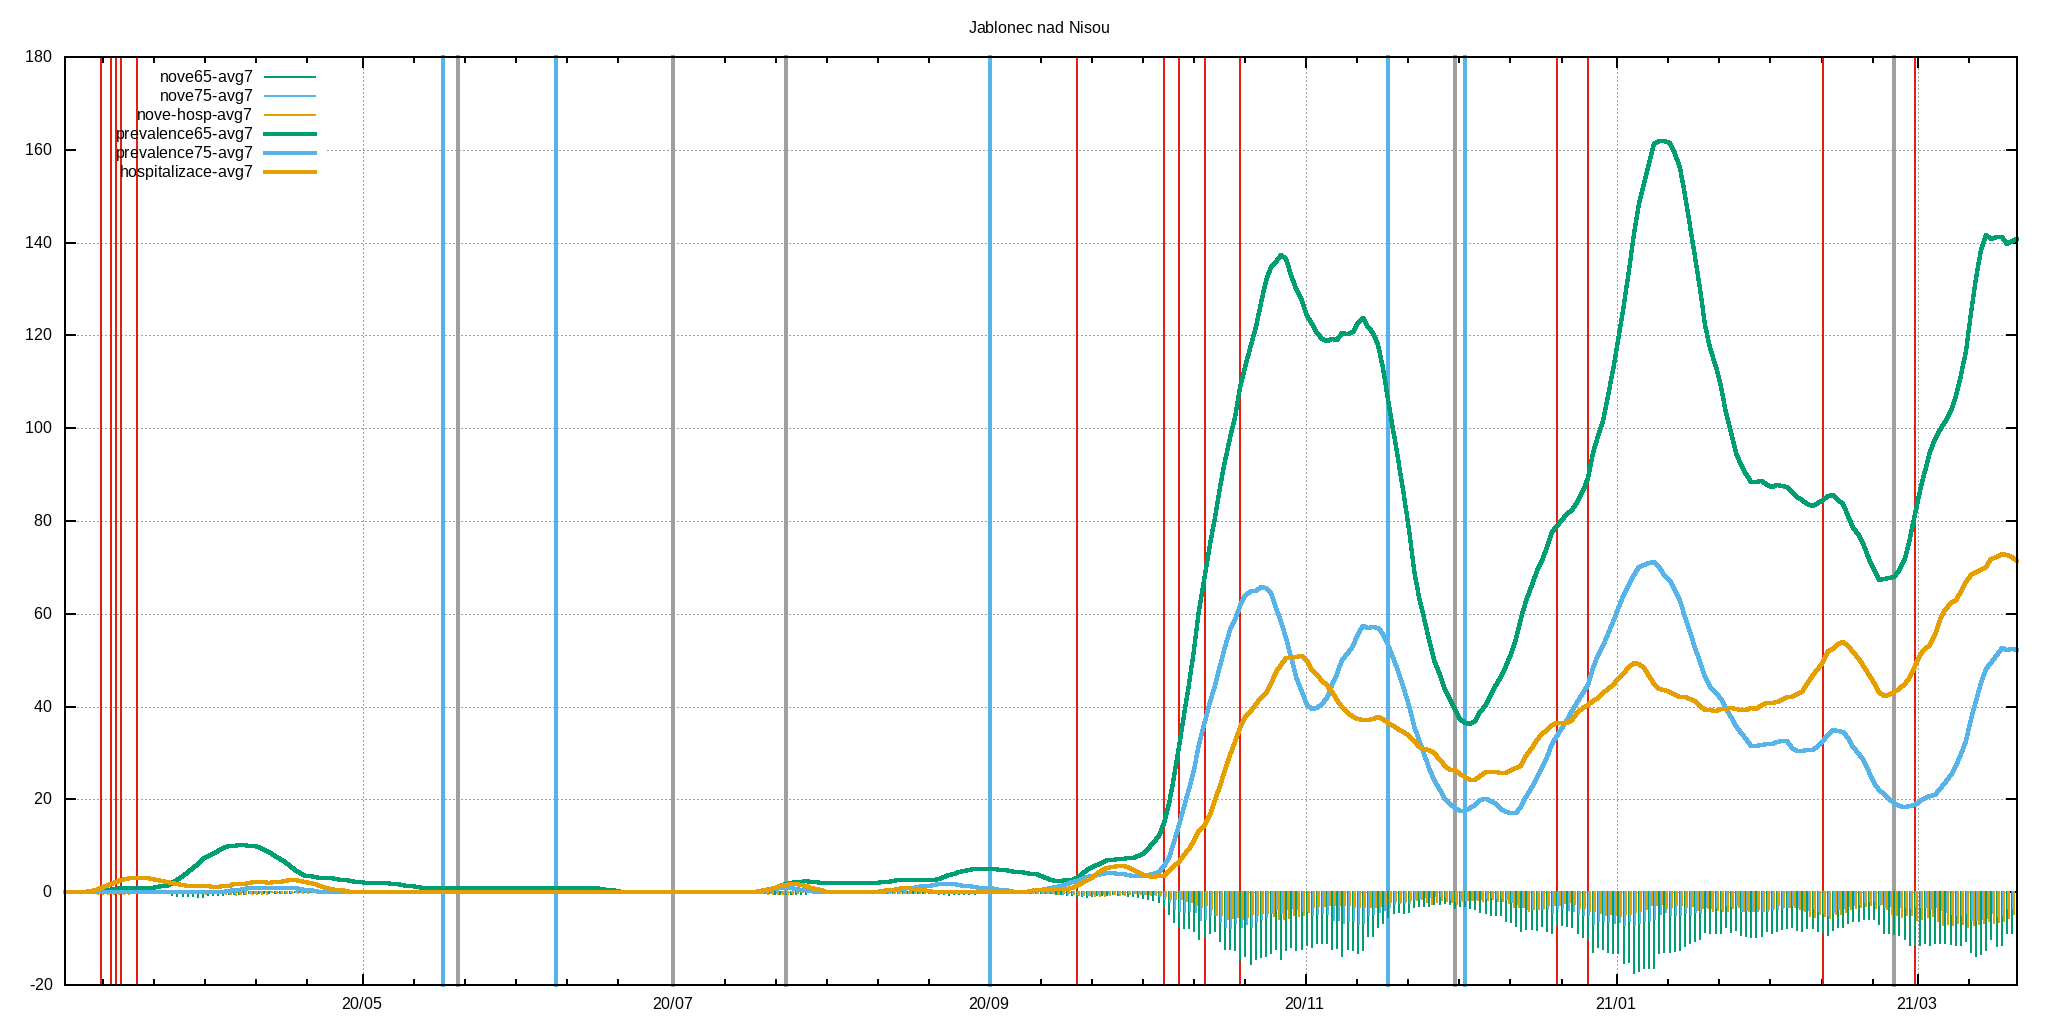 Jablonec nad Nisou
180
160
140
120
100
80
60
40
20
0
-20
nove65-avg7
nove75-avg7
nove-hosp-avg7
prevalence65-avg7
prevalence75-avg7
hospitalizace-avg7
20/05
20/07
20/09
20/11
21/01
21/03